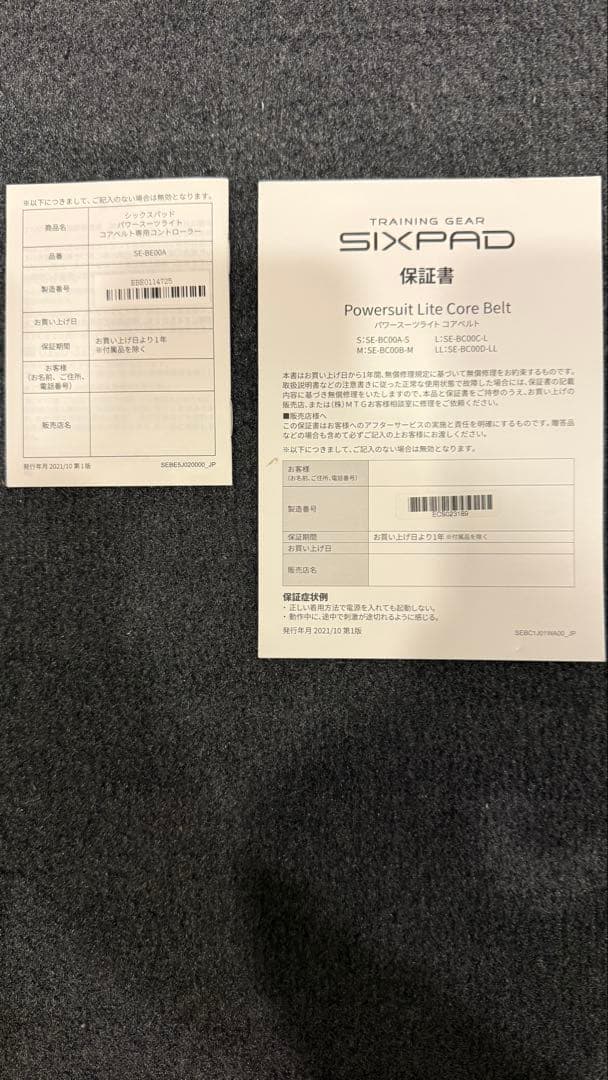 ※以下につきまして、ご記入のない場合は無効となります。
商品名
シックスパッド
パワースーツライト
コアベルト専用コントローラー
品番
SE-BE00A
製造番号
EBE0114725
お買い上げ日
保証期間
お買い上げ日より1年
※付属品を除く
お客様
(お名前、ご住所、
電話番号)
販売店名
発行年月 2021/10 第1版
SEBE5J020000_JP
TRAINING GEAR
SIXPAD
保証書
Powersuit Lite Core Belt
パワースーツライト コアベルト
S:SE-BC00A-S L:SE-BC00C-L
M:SE-BC00B-M LL:SE-BC00D-LL
本書はお買い上げ日から1年間、無償修理規定に基づいて無償修理をお約束するものです。
取扱説明書などの注意書きに従った正常な使用状態で故障した場合には、保証書の記載
内容に基き無償修理をいたしますので、本品と保証書をご持参のうえ、お買い上げの
販売店、または(株)MTGお客様相談室に修理をご依頼ください。
■販売店様へ
この保証書はお客様へのアフターサービスの実施と責任を明確にするものです。贈答品
などの場合も含めて必ずご記入の上お客様にお渡しください。
※以下につきまして、ご記入のない場合は無効となります。
お客様
(お名前、ご住所、電話番号)
製造番号
ECSG23189
保証期間
お買い上げ日より1年 ※付属品を除く
お買い上げ日
販売店名
保証症状例
・正しい着用方法で電源を入れても起動しない。
・動作中に、途中で刺激が途切れるように感じる。
発行年月 2021/10 第1版
SEBC1J01WA00_JP